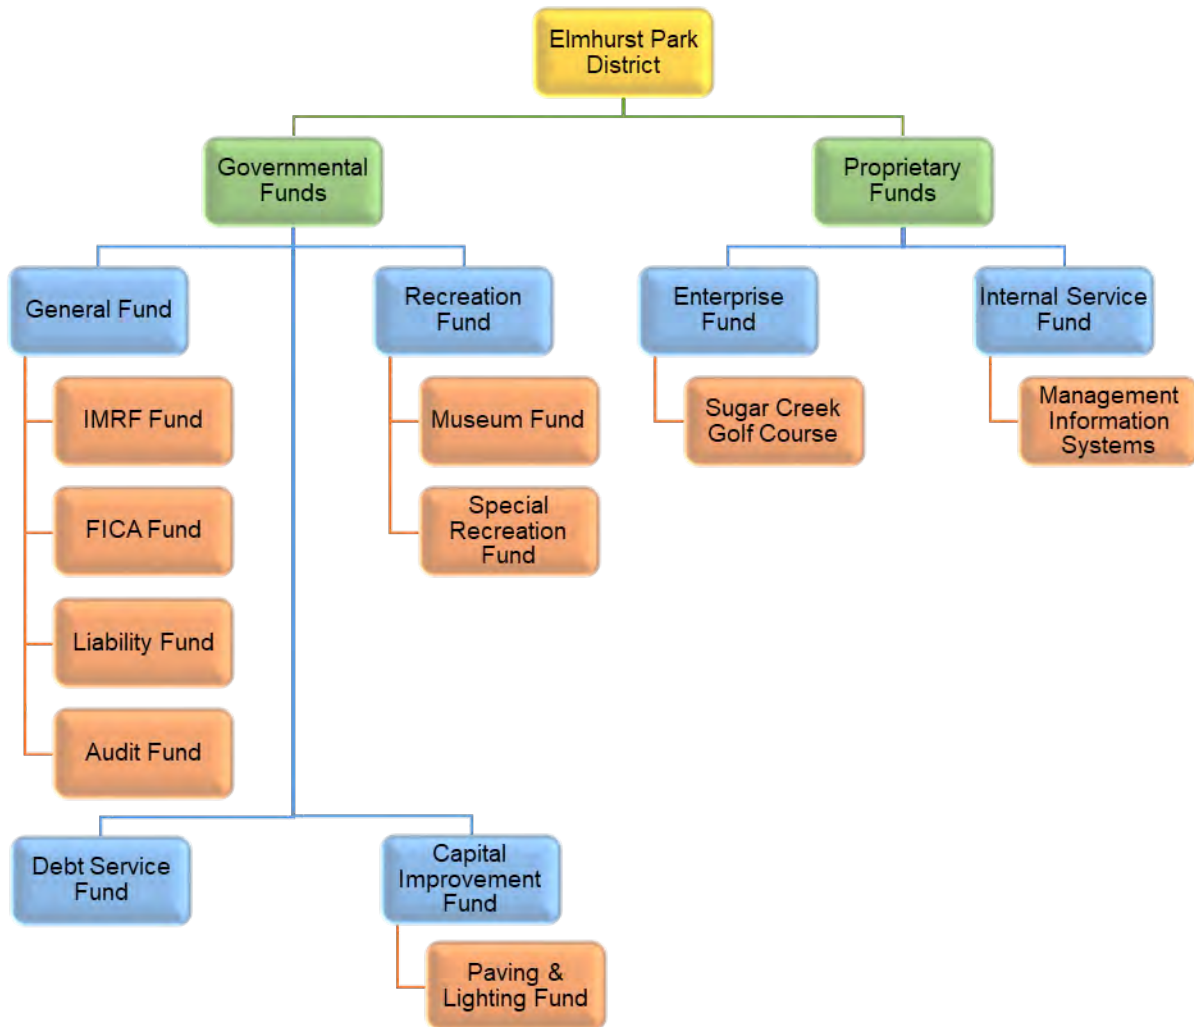 Elmhurst Park
District
Governmental
Funds
Proprietary
Funds
General Fund
Recreation
Fund
Enterprise
Fund
Internal Service
Fund
IMRF Fund
Museum Fund
Sugar Creek
Golf Course
Management
Information
Systems
FICA Fund
Special
Recreation
Fund
Liability Fund
Audit Fund
Debt Service
Fund
Capital
Improvement
Fund
Paving &
Lighting Fund